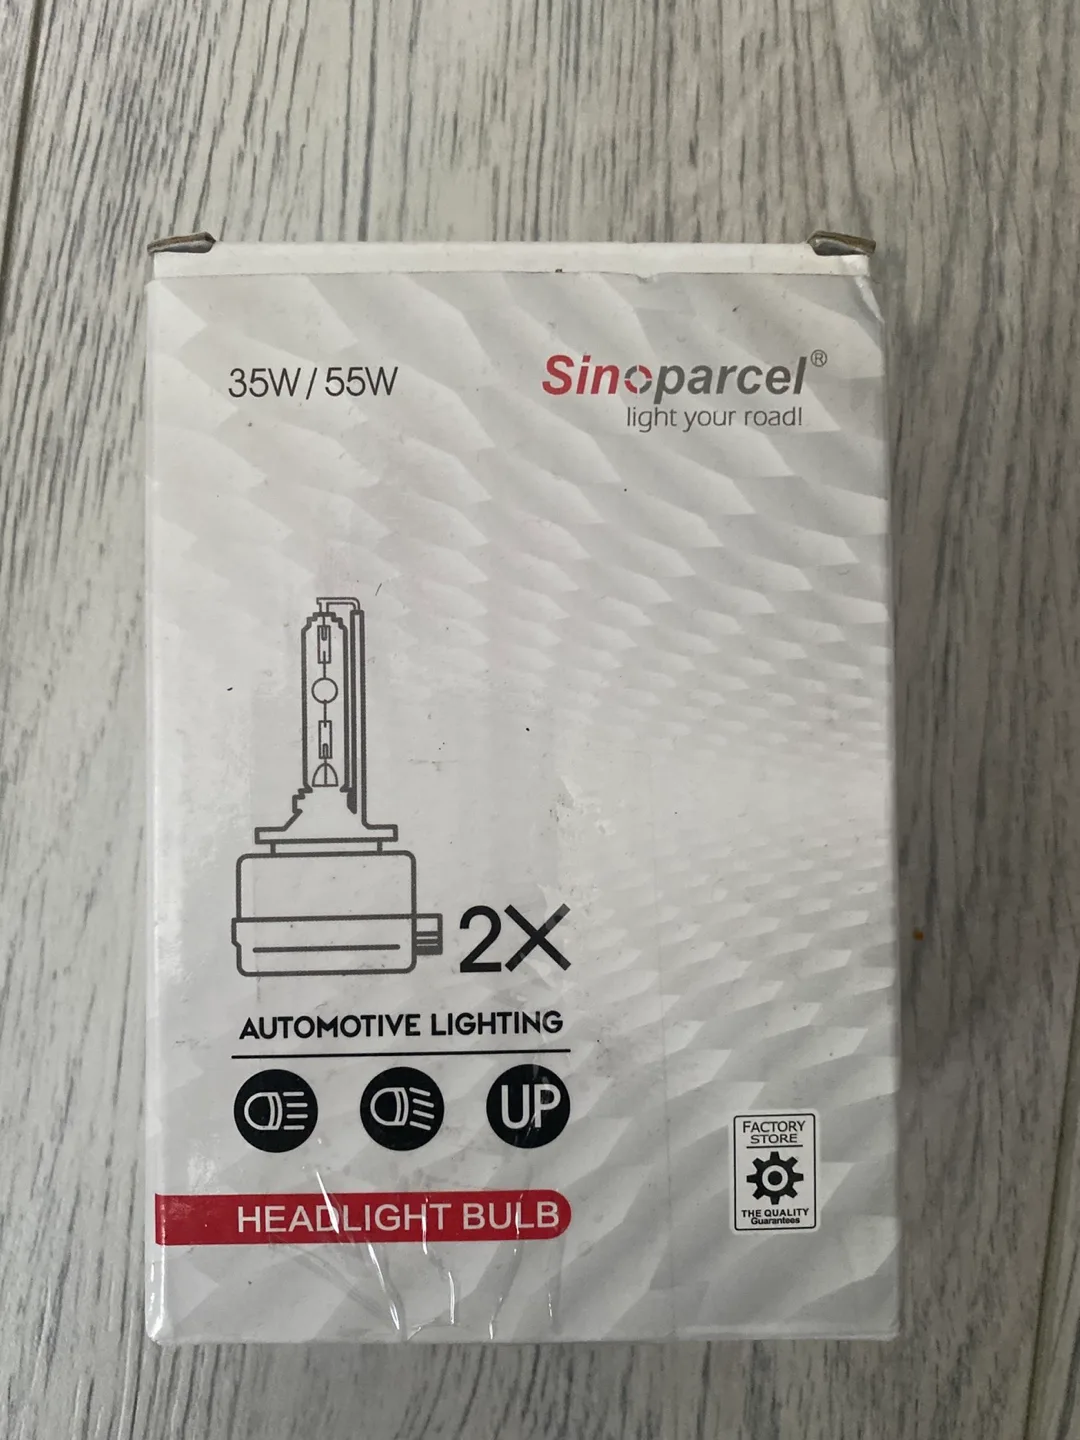 35W / 55W
Sinoparcel®
light your road!
2X
AUTOMOTIVE LIGHTING
UP
HEADLIGHT BULB
FACTORY
STORE
THE QUALITY
Guarantees